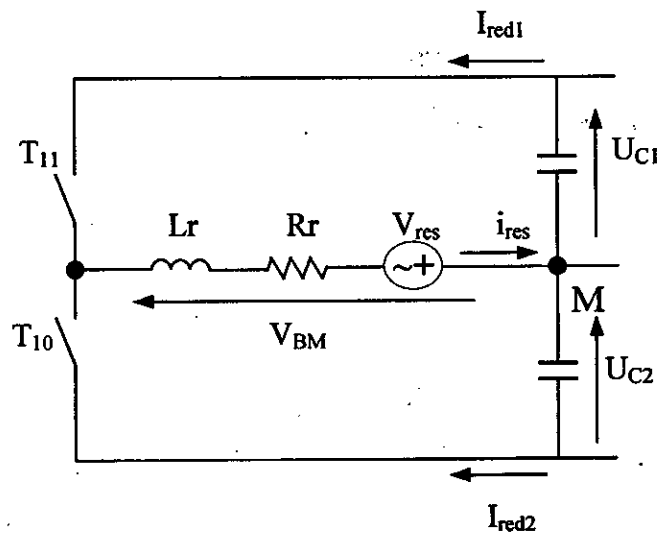 I_red1
T_11
U_C1
Lr
Rr
V_res
i_res
~+
M
V_BM
T_10
U_C2
I_red2